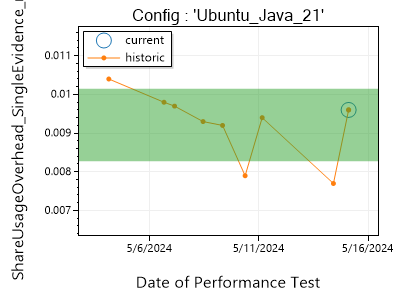 Config : 'Ubuntu_Java_21'
current
historic
0.011
0.01
0.009
0.008
0.007
5/6/2024
5/11/2024
5/16/2024
Date of Performance Test
ShareUsageOverhead_SingleEvidence_